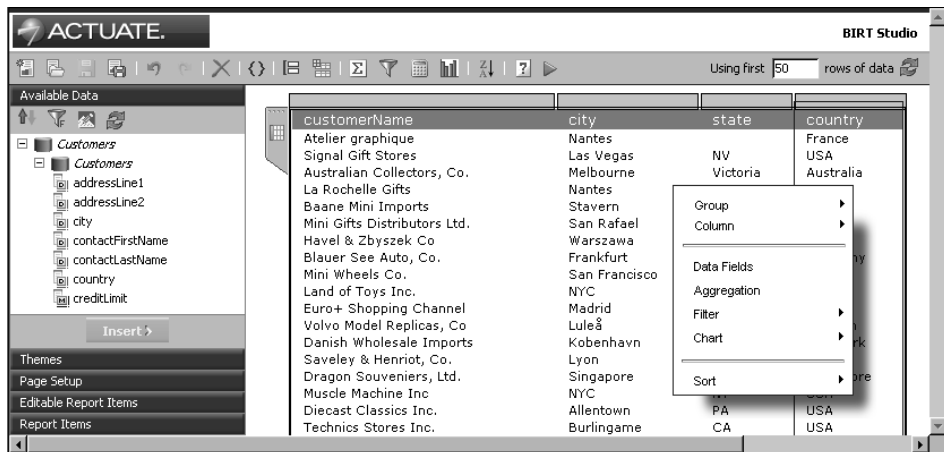 ACTUATE.
BIRT Studio
Using first 50 rows of data
Available Data
Customers
Customers
addressLine1
addressLine2
city
contactFirstName
contactLastName
country
creditLimit
Insert
Themes
Page Setup
Editable Report Items
Report Items
customerName city state country
Atelier graphique Nantes France
Signal Gift Stores Las Vegas NV USA
Australian Collectors, Co. Melbourne Victoria Australia
La Rochelle Gifts Nantes
Baane Mini Imports Stavern
Mini Gifts Distributors Ltd. San Rafael
Havel & Zbyszek Co Warszawa
Blauer See Auto, Co. Frankfurt
Mini Wheels Co. San Francisco
Land of Toys Inc. NYC
Euro+ Shopping Channel Madrid
Volvo Model Replicas, Co Luleå
Danish Wholesale Imports Kobenhavn
Saveley & Henriot, Co. Lyon
Dragon Souveniers, Ltd. Singapore
Muscle Machine Inc NYC
Diecast Classics Inc. Allentown PA USA
Technics Stores Inc. Burlingame CA USA
Group
Column
Data Fields
Aggregation
Filter
Chart
Sort